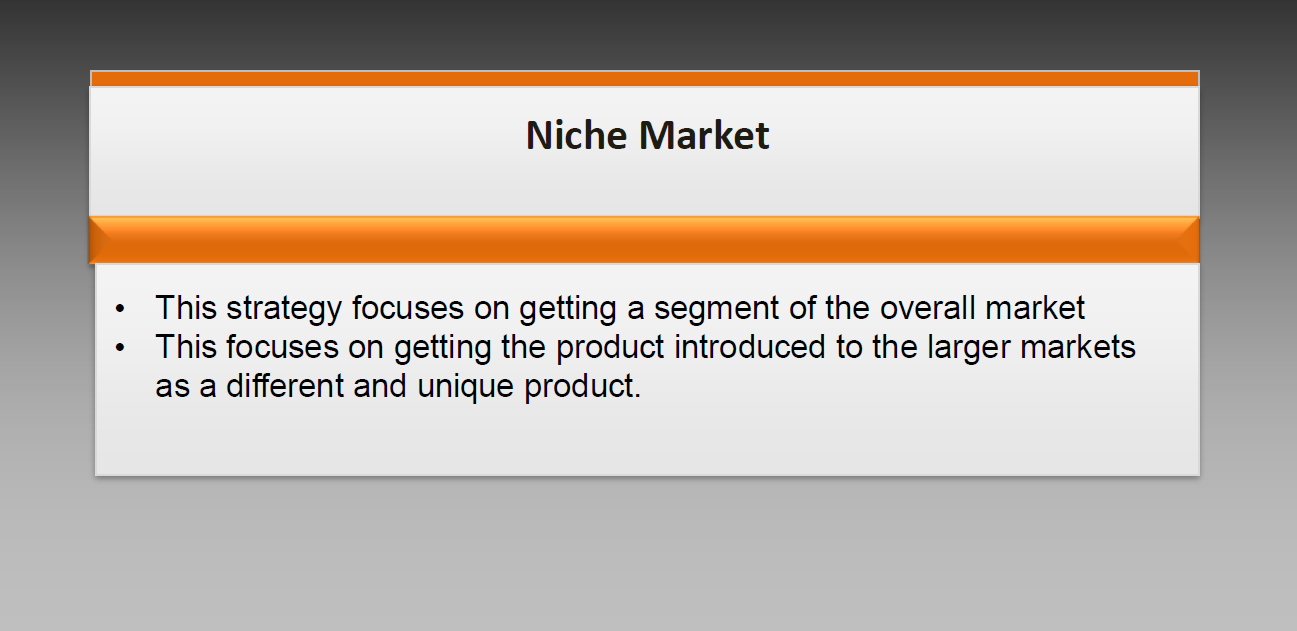 Niche Market
• This strategy focuses on getting a segment of the overall market
• This focuses on getting the product introduced to the larger markets
as a different and unique product.